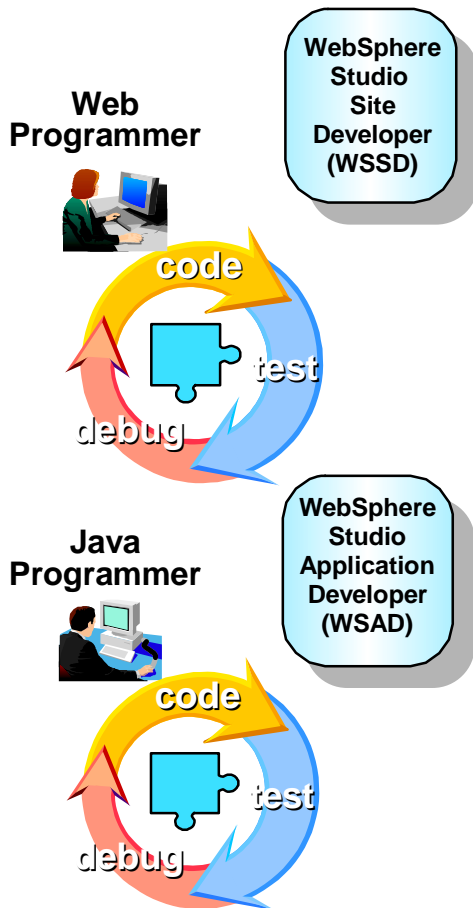 WebSphere
Studio
Site
Developer
(WSSD)
Web
Programmer
code
test
debug
WebSphere
Studio
Application
Developer
(WSAD)
Java
Programmer
code
test
debug